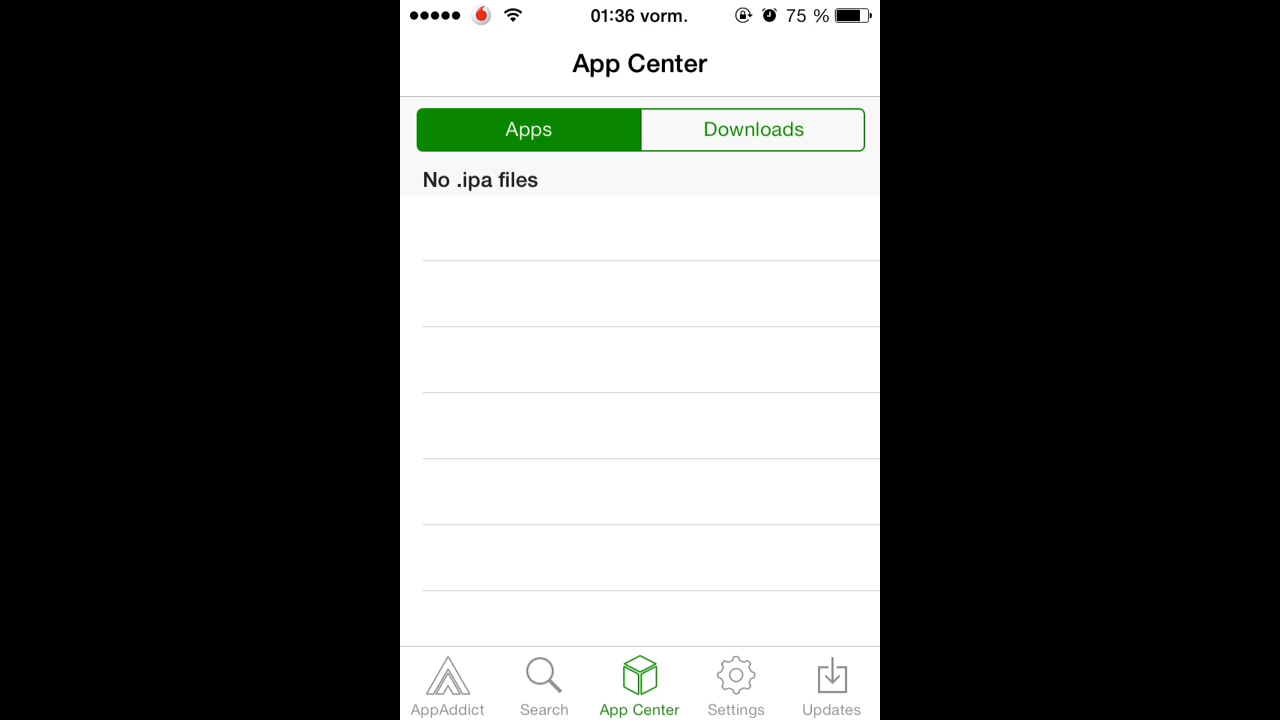 01:36 vorm.
75 %
App Center
Apps
Downloads
No .ipa files
AppAddict
Search
App Center
Settings
Updates